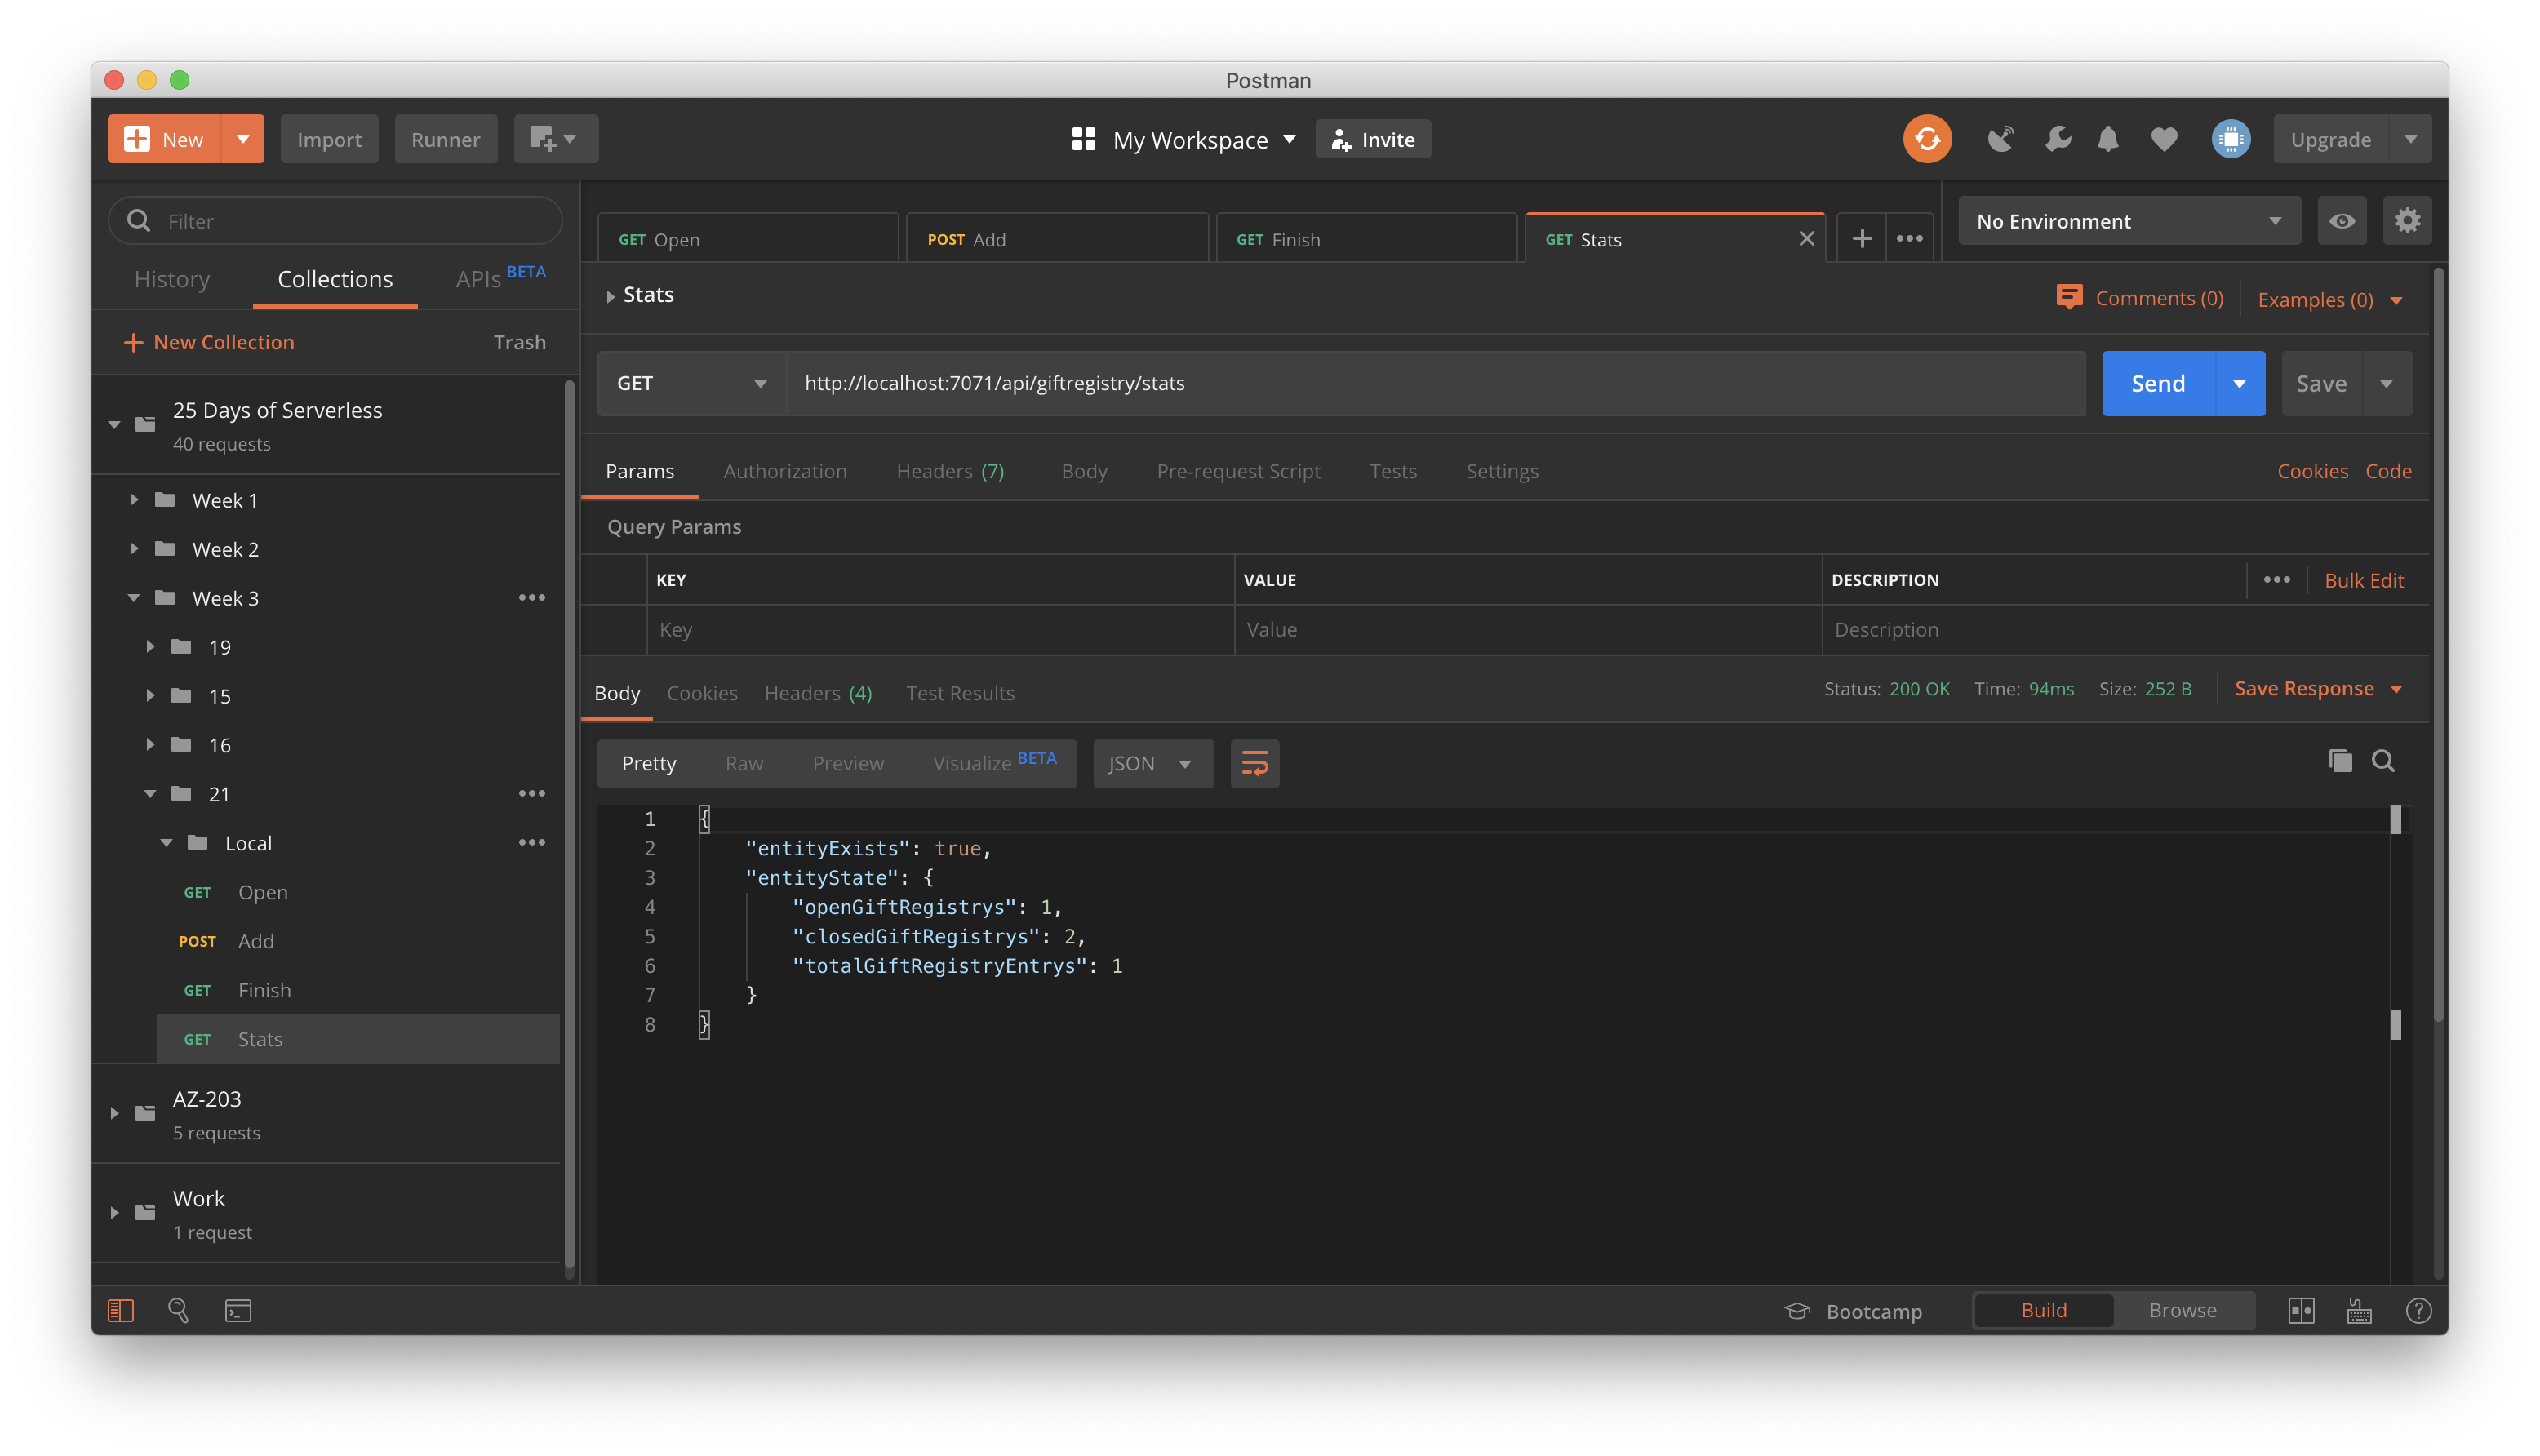 Postman
New
Import
Runner
My Workspace
Invite
Upgrade
Filter
History
Collections
APIs BETA
New Collection
Trash
25 Days of Serverless
40 requests
Week 1
Week 2
Week 3
19
15
16
21
Local
GET Open
POST Add
GET Finish
GET Stats
AZ-203
5 requests
Work
1 request
GET Open
POST Add
GET Finish
GET Stats
No Environment
Stats
Comments (0)
Examples (0)
GET
http://localhost:7071/api/giftregistry/stats
Send
Save
Params
Authorization
Headers (7)
Body
Pre-request Script
Tests
Settings
Cookies
Code
Query Params
KEY
VALUE
DESCRIPTION
Bulk Edit
Key
Value
Description
Body
Cookies
Headers (4)
Test Results
Status: 200 OK
Time: 94ms
Size: 252 B
Save Response
Pretty
Raw
Preview
Visualize BETA
JSON
1 {
2 "entityExists": true,
3 "entityState": {
4 "openGiftRegistrys": 1,
5 "closedGiftRegistrys": 2,
6 "totalGiftRegistryEntrys": 1
7 }
8 }
Bootcamp
Build
Browse